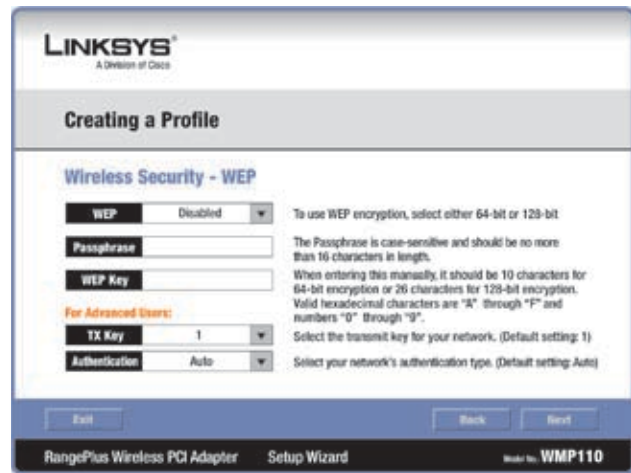 LINKSYS®
A Division of Cisco
Creating a Profile
Wireless Security - WEP
WEP Disabled To use WEP encryption, select either 64-bit or 128-bit
Passphrase The Passphrase is case-sensitive and should be no more
than 16 characters in length.
WEP Key When entering this manually, it should be 10 characters for
64-bit encryption or 26 characters for 128-bit encryption.
Valid hexadecimal characters are "A" through "F" and
numbers "0" through "9".
For Advanced Users:
TX Key 1 Select the transmit key for your network. (Default setting: 1)
Authentication Auto Select your network's authentication type. (Default setting: Auto)
Exit Back Next
RangePlus Wireless PCI Adapter Setup Wizard Model No. WMP110